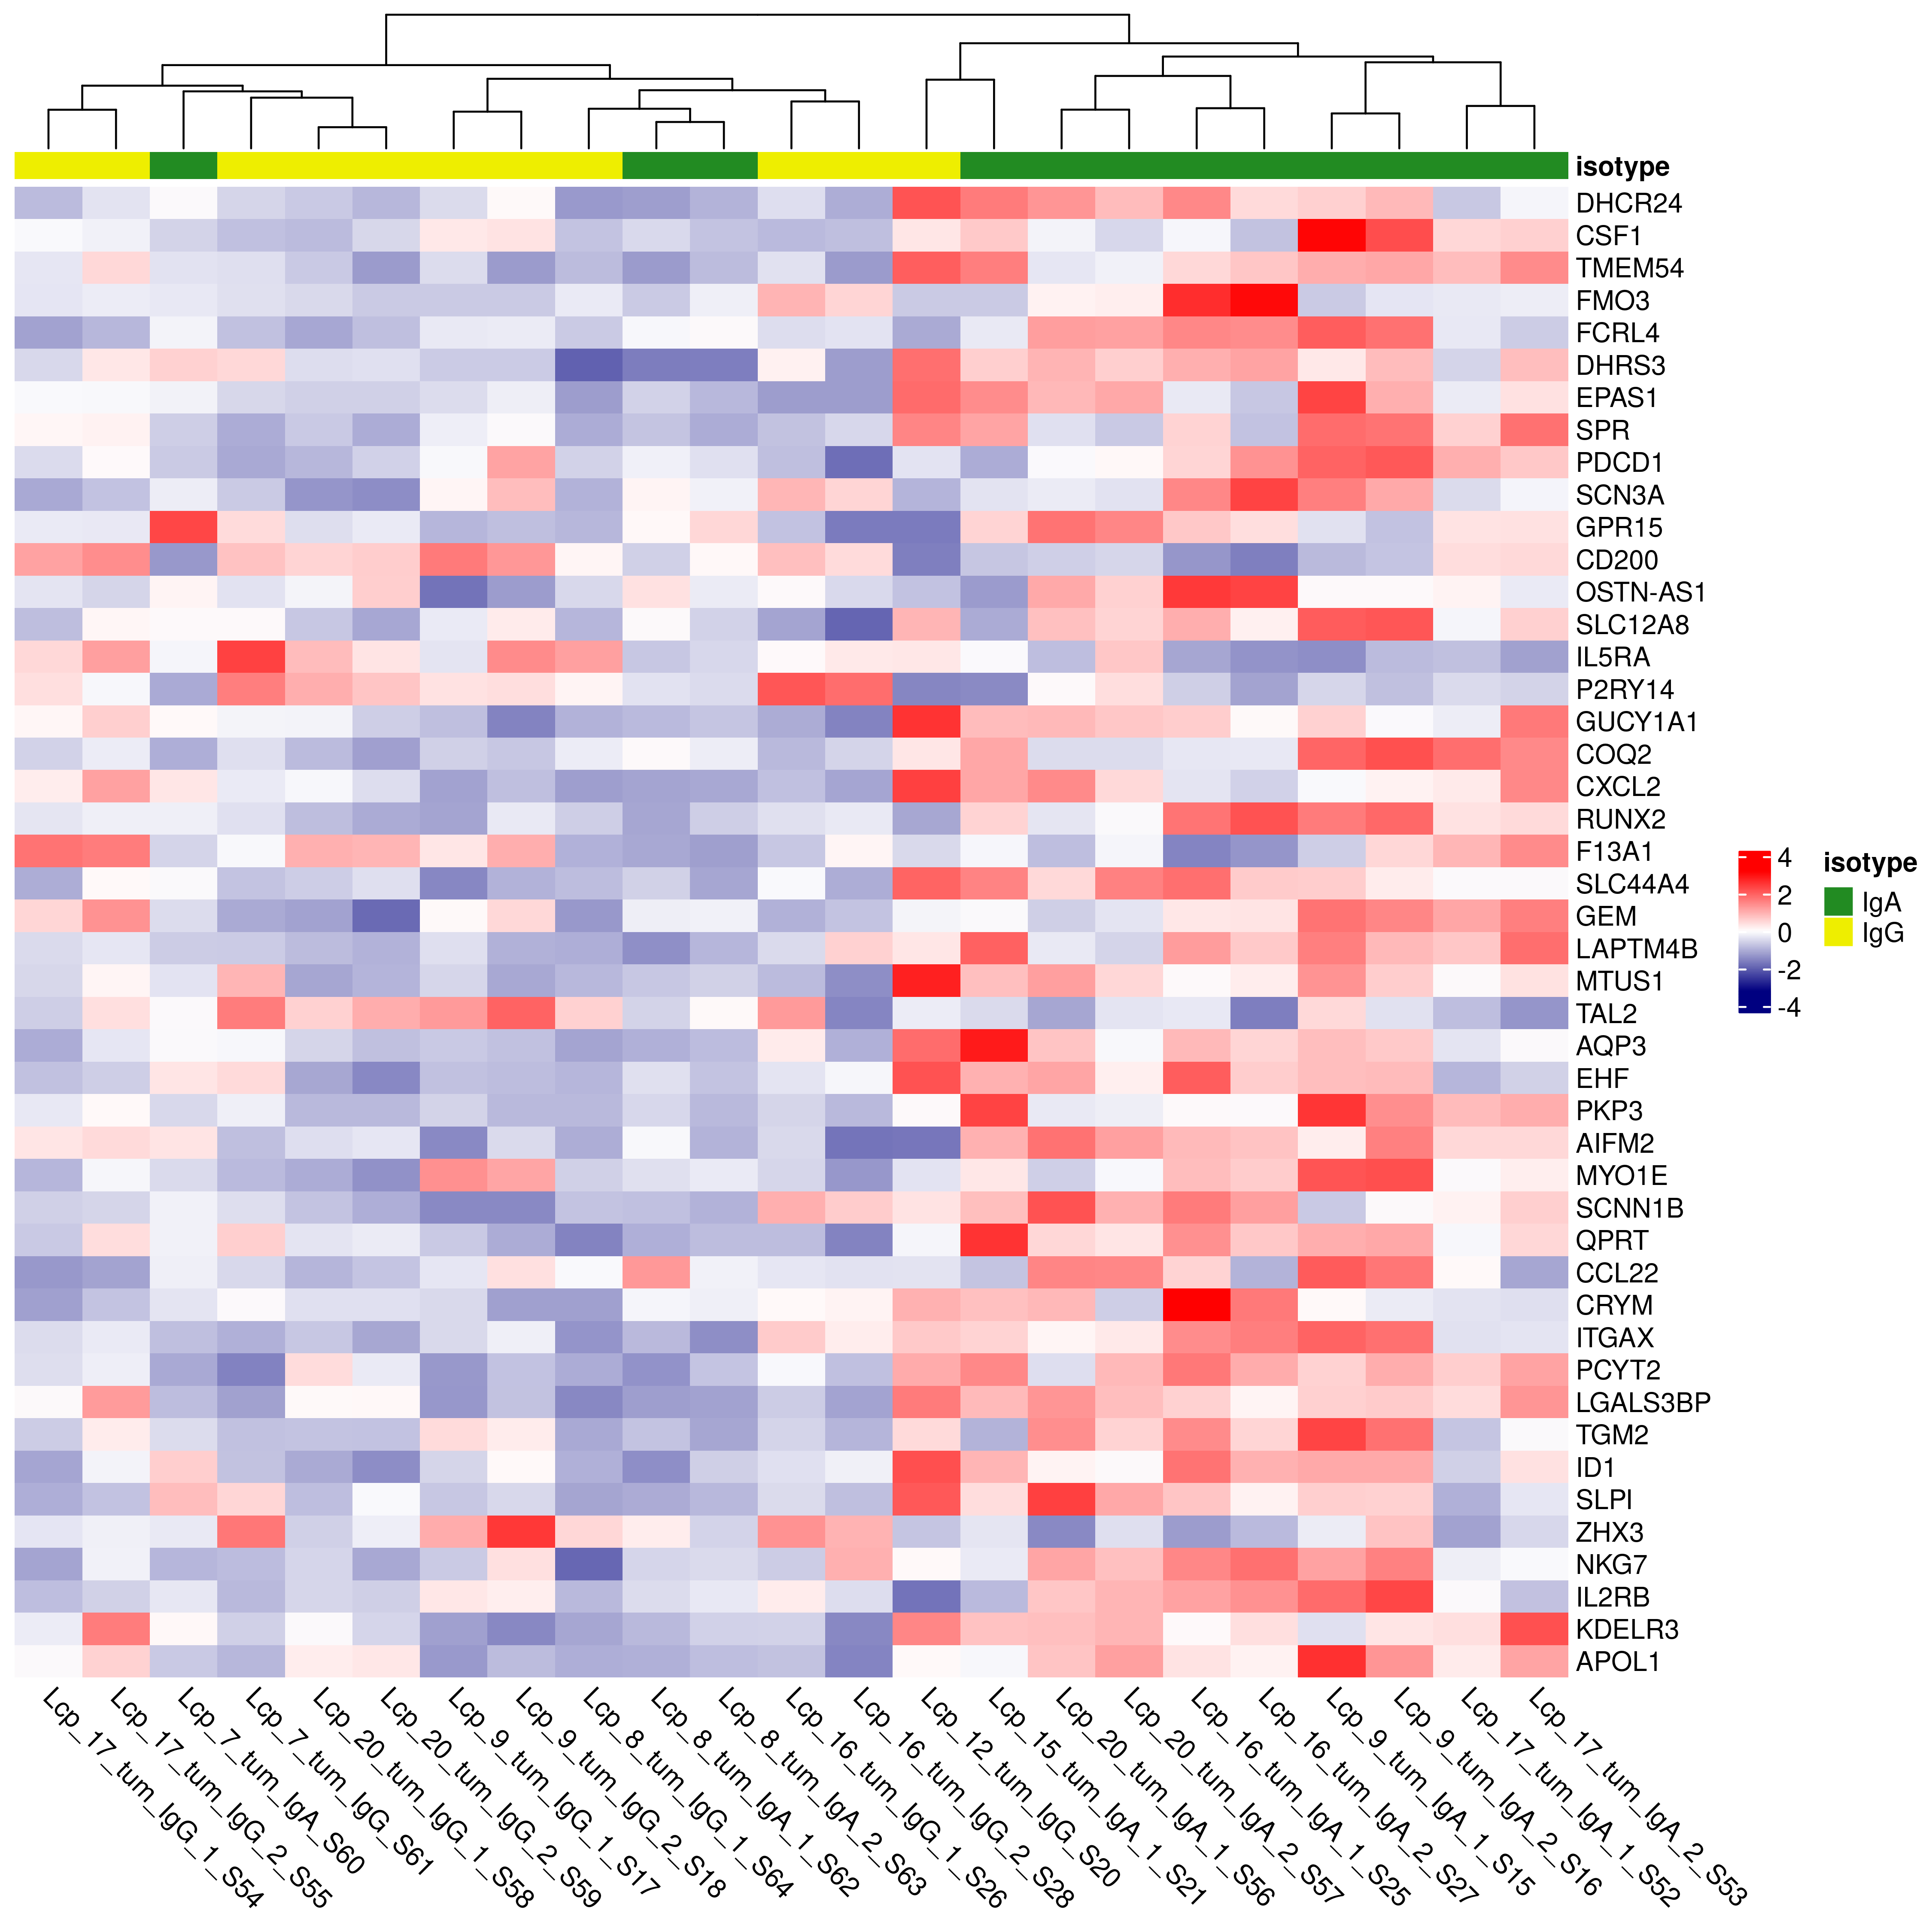 isotype
DHCR24
CSF1
TMEM54
FMO3
FCRL4
DHRS3
EPAS1
SPR
PDCD1
SCN3A
GPR15
CD200
OSTN-AS1
SLC12A8
IL5RA
P2RY14
GUCY1A1
COQ2
CXCL2
RUNX2
F13A1
SLC44A4
GEM
LAPTM4B
MTUS1
TAL2
AQP3
EHF
PKP3
AIFM2
MYO1E
SCNN1B
QPRT
CCL22
CRYM
ITGAX
PCYT2
LGALS3BP
TGM2
ID1
SLPI
ZHX3
NKG7
IL2RB
KDELR3
APOL1
4
2
0
-2
-4
isotype
IgA
IgG
Lcp_17_tum_IgG_1_S54
Lcp_17_tum_IgG_2_S55
Lcp_7_tum_IgA_S60
Lcp_7_tum_IgG_S61
Lcp_20_tum_IgG_1_S58
Lcp_20_tum_IgG_2_S59
Lcp_9_tum_IgG_1_S17
Lcp_9_tum_IgG_2_S18
Lcp_8_tum_IgG_1_S64
Lcp_8_tum_IgA_1_S62
Lcp_8_tum_IgA_2_S63
Lcp_16_tum_IgG_1_S26
Lcp_16_tum_IgG_2_S28
Lcp_12_tum_IgG_S20
Lcp_15_tum_IgA_1_S21
Lcp_20_tum_IgA_1_S56
Lcp_20_tum_IgA_2_S57
Lcp_16_tum_IgA_1_S25
Lcp_16_tum_IgA_2_S27
Lcp_9_tum_IgA_1_S15
Lcp_9_tum_IgA_2_S16
Lcp_17_tum_IgA_1_S52
Lcp_17_tum_IgA_2_S53